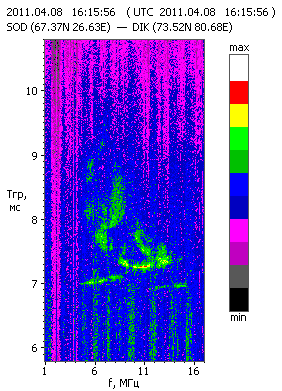 2011.04.08 16:15:56 (UTC 2011.04.08 16:15:56)
SOD (67.37N 26.63E) — DIK (73.52N 80.68E)
max
10
9
Tгр,
мс
8
7
6
min
1 6 11 16
f, МГц